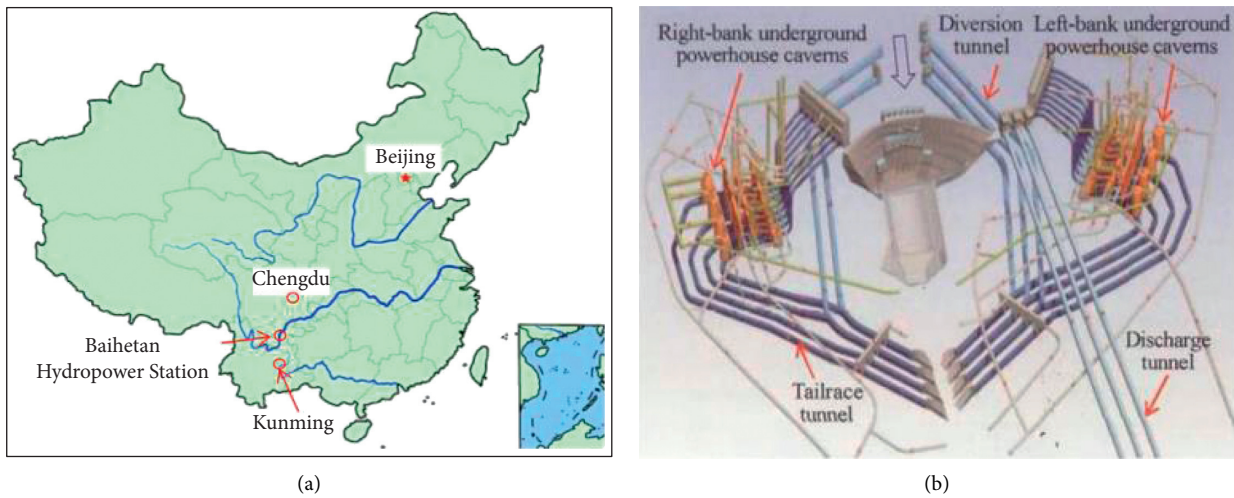 Beijing
Chengdu
Baihetan
Hydropower Station
Kunming
(a)
Right-bank underground
powerhouse caverns
Diversion
tunnel
Left-bank underground
powerhouse caverns
Tailrace
tunnel
Discharge
tunnel
(b)